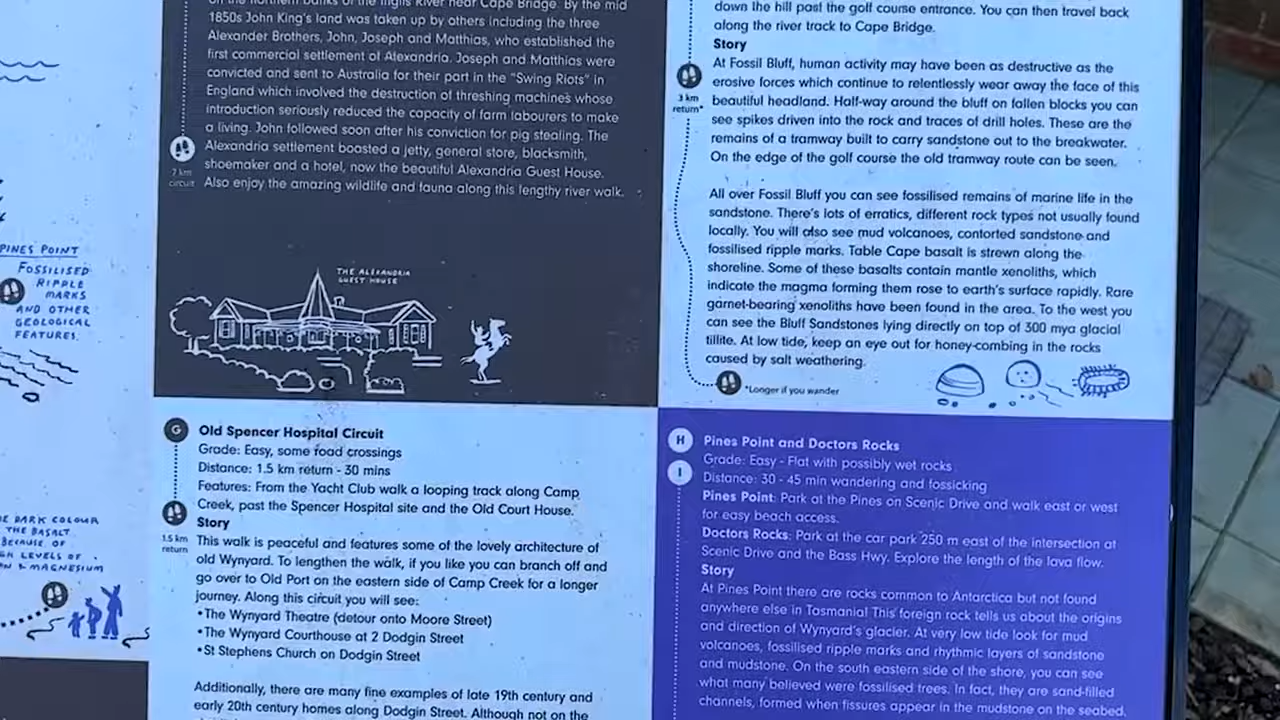 on the northern banks of the Inglis River near Cape Bridge. By the mid
1850s John King's land was taken up by others including the three
Alexander Brothers, John, Joseph and Matthias, who established the
first commercial settlement of Alexandria. Joseph and Matthias were
convicted and sent to Australia for their part in the "Swing Riots" in
England which involved the destruction of threshing machines whose
introduction seriously reduced the capacity of farm labourers to make
a living. John followed soon after his conviction for pig stealing. The
Alexandria settlement boasted a jetty, general store, blacksmith,
shoemaker and a hotel, now the beautiful Alexandria Guest House.
Also enjoy the amazing wildlife and fauna along this lengthy river walk.
7 km
circuit
THE ALEXANDRIA
GUEST HOUSE
down the hill past the golf course entrance. You can then travel back
along the river track to Cape Bridge.
Story
At Fossil Bluff, human activity may have been as destructive as the
erosive forces which continue to relentlessly wear away the face of this
beautiful headland. Half-way around the bluff on fallen blocks you can
see spikes driven into the rock and traces of drill holes. These are the
remains of a tramway built to carry sandstone out to the breakwater.
On the edge of the golf course the old tramway route can be seen.
3 km
return*
All over Fossil Bluff you can see fossilised remains of marine life in the
sandstone. There's lots of erratics, different rock types not usually found
locally. You will also see mud volcanoes, contorted sandstone and
fossilised ripple marks. Table Cape basalt is strewn along the
shoreline. Some of these basalts contain mantle xenoliths, which
indicate the magma forming them rose to earth's surface rapidly. Rare
garnet-bearing xenoliths have been found in the area. To the west you
can see the Bluff Sandstones lying directly on top of 300 mya glacial
tillite. At low tide, keep an eye out for honey-combing in the rocks
caused by salt weathering.
*Longer if you wander
PINES POINT
FOSSILISED
RIPPLE
MARKS
AND OTHER
GEOLOGICAL
FEATURES.
DARK COLOUR
THE BASALT
BECAUSE OF
LEVELS OF
& MAGNESIUM
G
Old Spencer Hospital Circuit
Grade: Easy, some road crossings
Distance: 1.5 km return - 30 mins
Features: From the Yacht Club walk a looping track along Camp
Creek, past the Spencer Hospital site and the Old Court House.
Story
1.5 km
return
This walk is peaceful and features some of the lovely architecture of
old Wynyard. To lengthen the walk, if you like you can branch off and
go over to Old Port on the eastern side of Camp Creek for a longer
journey. Along this circuit you will see:
•The Wynyard Theatre (detour onto Moore Street)
•The Wynyard Courthouse at 2 Dodgin Street
•St Stephens Church on Dodgin Street
Additionally, there are many fine examples of late 19th century and
early 20th century homes along Dodgin Street. Although not on the
H
I
Pines Point and Doctors Rocks
Grade: Easy - Flat with possibly wet rocks
Distance: 30 - 45 min wandering and fossicking
Pines Point: Park at the Pines on Scenic Drive and walk east or west
for easy beach access.
Doctors Rocks: Park at the car park 250 m east of the intersection at
Scenic Drive and the Bass Hwy. Explore the length of the lava flow.
Story
At Pines Point there are rocks common to Antarctica but not found
anywhere else in Tasmania! This foreign rock tells us about the origins
and direction of Wynyard's glacier. At very low tide look for mud
volcanoes, fossilised ripple marks and rhythmic layers of sandstone
and mudstone. On the south eastern side of the shore, you can see
what many believed were fossilised trees. In fact, they are sand-filled
channels, formed when fissures appear in the mudstone on the seabed.